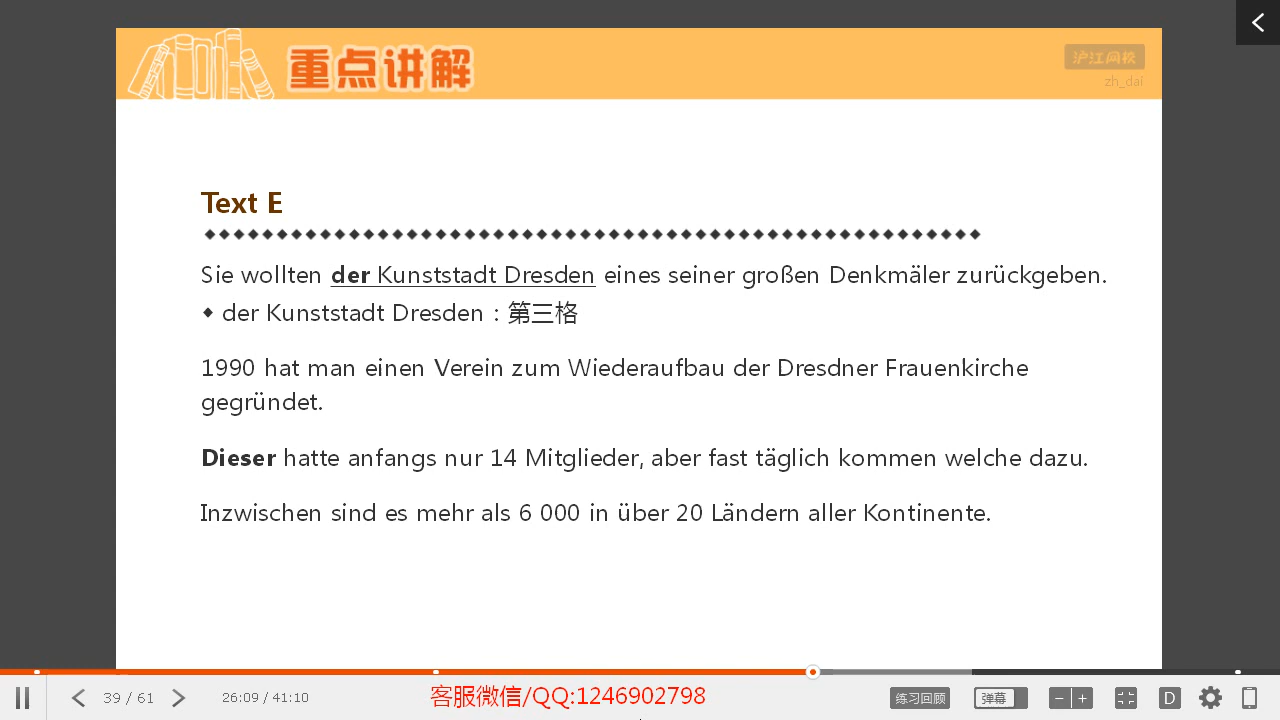 重点讲解
沪江网校
zh_dai
Text E
Sie wollten der Kunststadt Dresden eines seiner großen Denkmäler zurückgeben.
der Kunststadt Dresden：第三格
1990 hat man einen Verein zum Wiederaufbau der Dresdner Frauenkirche
gegründet.
Dieser hatte anfangs nur 14 Mitglieder, aber fast täglich kommen welche dazu.
Inzwischen sind es mehr als 6 000 in über 20 Ländern aller Kontinente.
39 / 61
26:09 / 41:10
客服微信/QQ:1246902798
练习回顾
弹幕
D